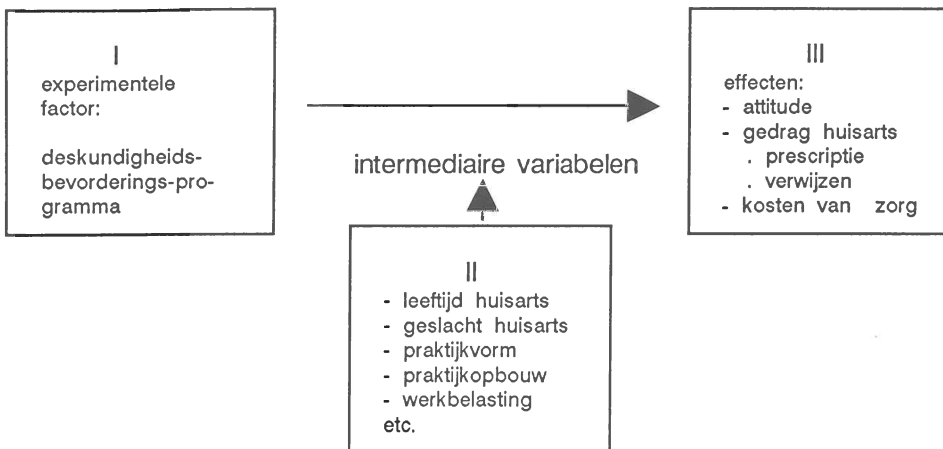 I
experimentele
factor:
deskundigheids-
bevorderings-pro-
gramma
intermediaire variabelen
II
- leeftijd huisarts
- geslacht huisarts
- praktijkvorm
- praktijkopbouw
- werkbelasting
etc.
III
effecten:
- attitude
- gedrag huisarts
. prescriptie
. verwijzen
- kosten van zorg